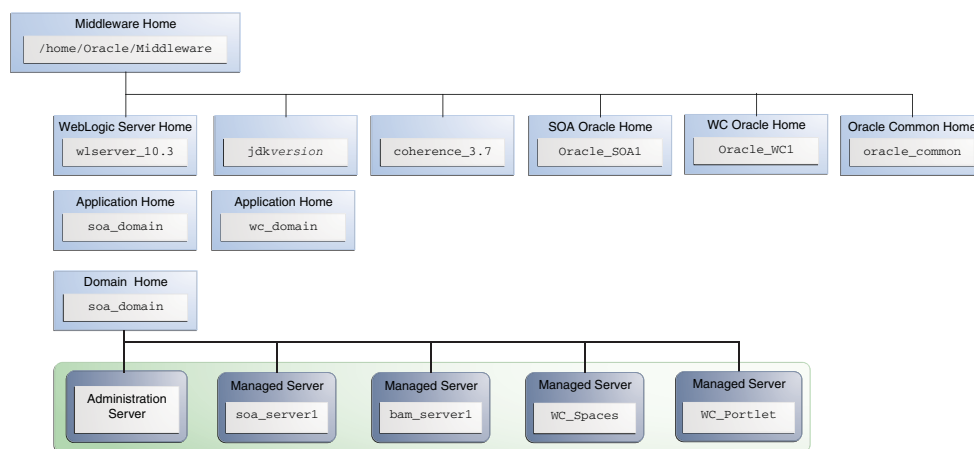 Middleware Home
/home/Oracle/Middleware
WebLogic Server Home
wlserver_10.3
jdkversion
coherence_3.7
SOA Oracle Home
Oracle_SOA1
WC Oracle Home
Oracle_WC1
Oracle Common Home
oracle_common
Application Home
soa_domain
Application Home
wc_domain
Domain Home
soa_domain
Administration
Server
Managed Server
soa_server1
Managed Server
bam_server1
Managed Server
WC_Spaces
Managed Server
WC_Portlet